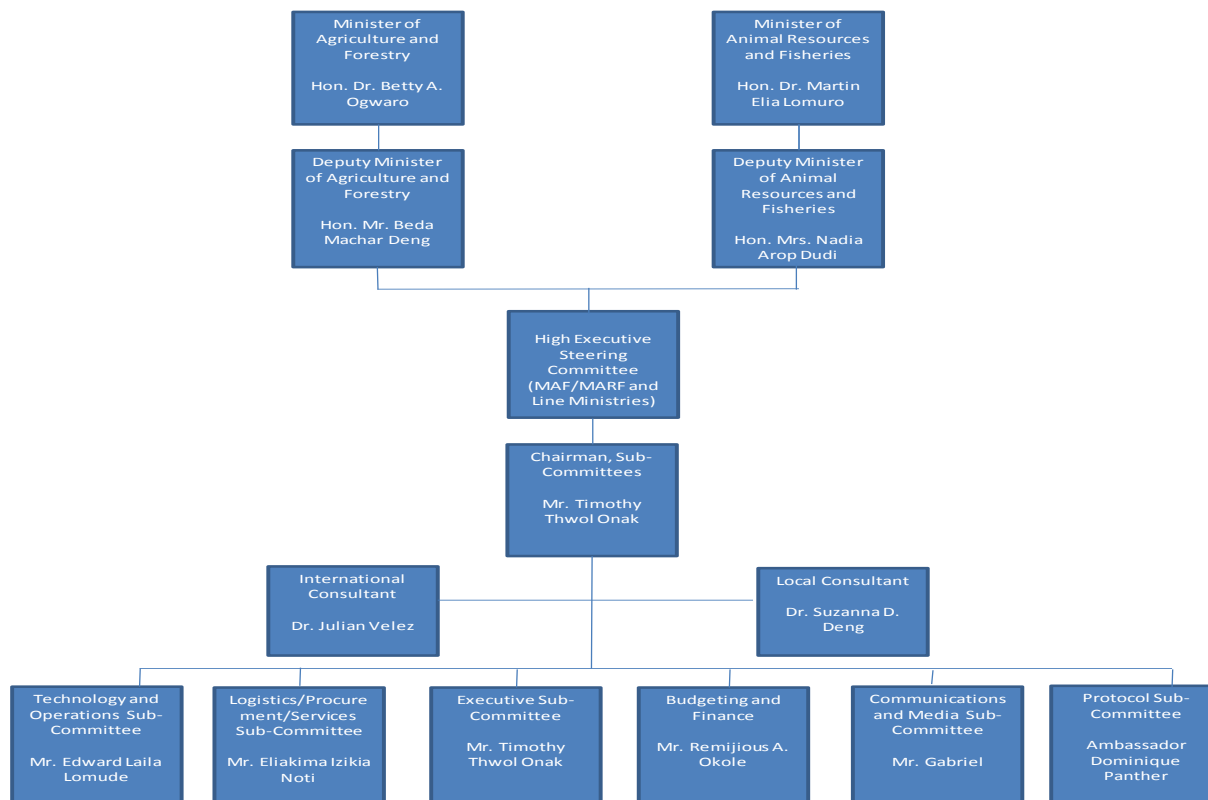 Minister of
Agriculture and
Forestry
Hon. Dr. Betty A.
Ogwaro
Minister of
Animal Resources
and Fisheries
Hon. Dr. Martin
Elia Lomuro
Deputy Minister
of Agriculture and
Forestry
Hon. Mr. Beda
Machar Deng
Deputy Minister
of Animal
Resources and
Fisheries
Hon. Mrs. Nadia
Arop Dudi
High Executive
Steering
Committee
(MAF/MARF and
Line Ministries)
Chairman, Sub-
Committees
Mr. Timothy
Thwol Onak
International
Consultant
Dr. Julian Velez
Local Consultant
Dr. Suzanna D.
Deng
Technology and
Operations Sub-
Committee
Mr. Edward Laila
Lomude
Logistics/Procure
ment/Services
Sub-Committee
Mr. Eliakima Izikia
Noti
Executive Sub-
Committee
Mr. Timothy
Thwol Onak
Budgeting and
Finance
Mr. Remijious A.
Okole
Communications
and Media Sub-
Committee
Mr. Gabriel
Protocol Sub-
Committee
Ambassador
Dominique
Panther